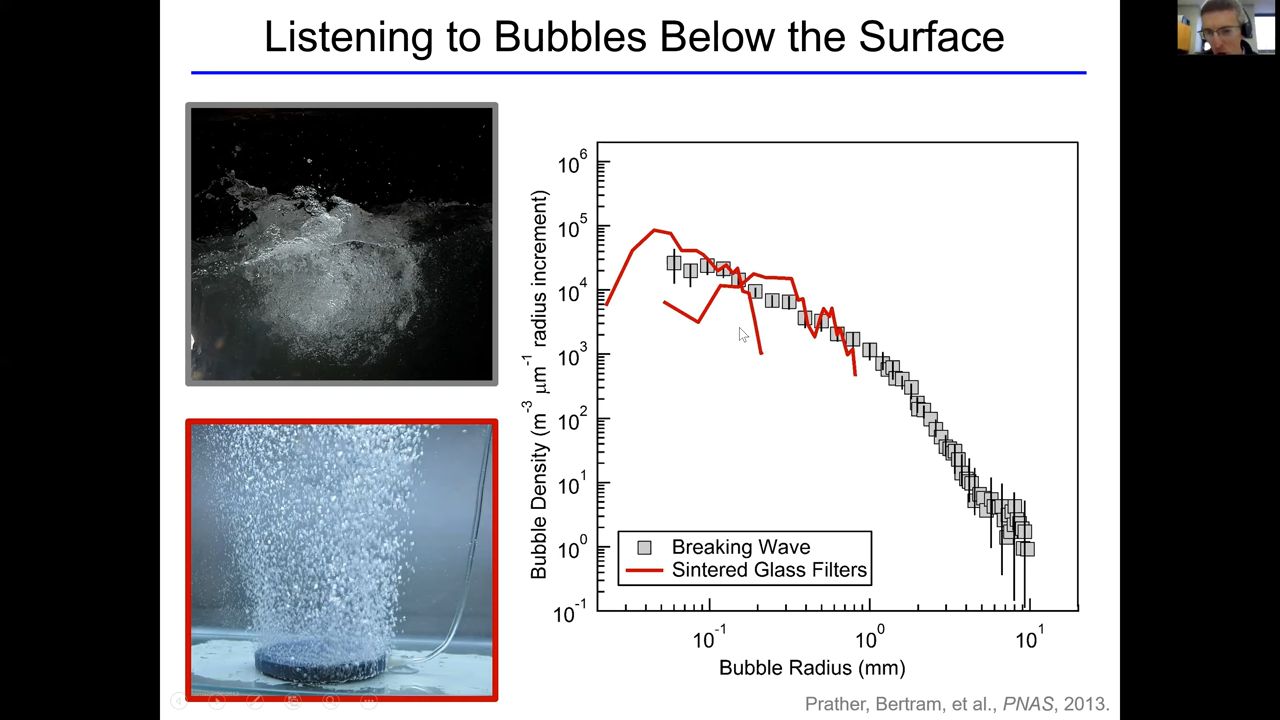 Listening to Bubbles Below the Surface
Bubble Density (m⁻³ μm⁻¹ radius increment)
10⁶
10⁵
10⁴
10³
10²
10¹
10⁰
10⁻¹
Breaking Wave
Sintered Glass Filters
10⁻¹ 10⁰ 10¹
Bubble Radius (mm)
Prather, Bertram, et al., PNAS, 2013.